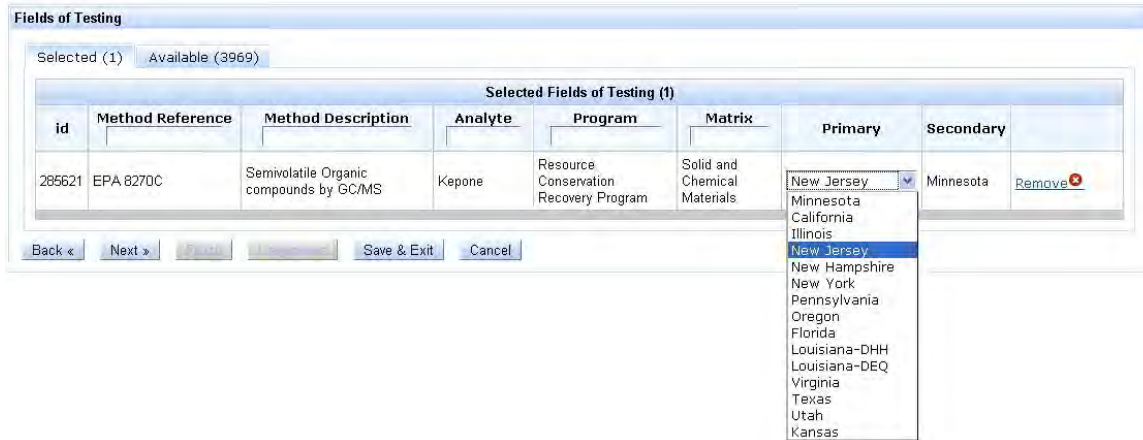 Fields of Testing
Selected (1) Available (3969)
Selected Fields of Testing (1)
id Method Reference Method Description Analyte Program Matrix Primary Secondary
285621 EPA 8270C Semivolatile Organic compounds by GC/MS Kepone Resource Conservation Recovery Program Solid and Chemical Materials New Jersey Minnesota Remove
Minnesota
California
Illinois
New Jersey
New Hampshire
New York
Pennsylvania
Oregon
Florida
Louisiana-DHH
Louisiana-DEQ
Virginia
Texas
Utah
Kansas
Back « Next » Save & Exit Cancel